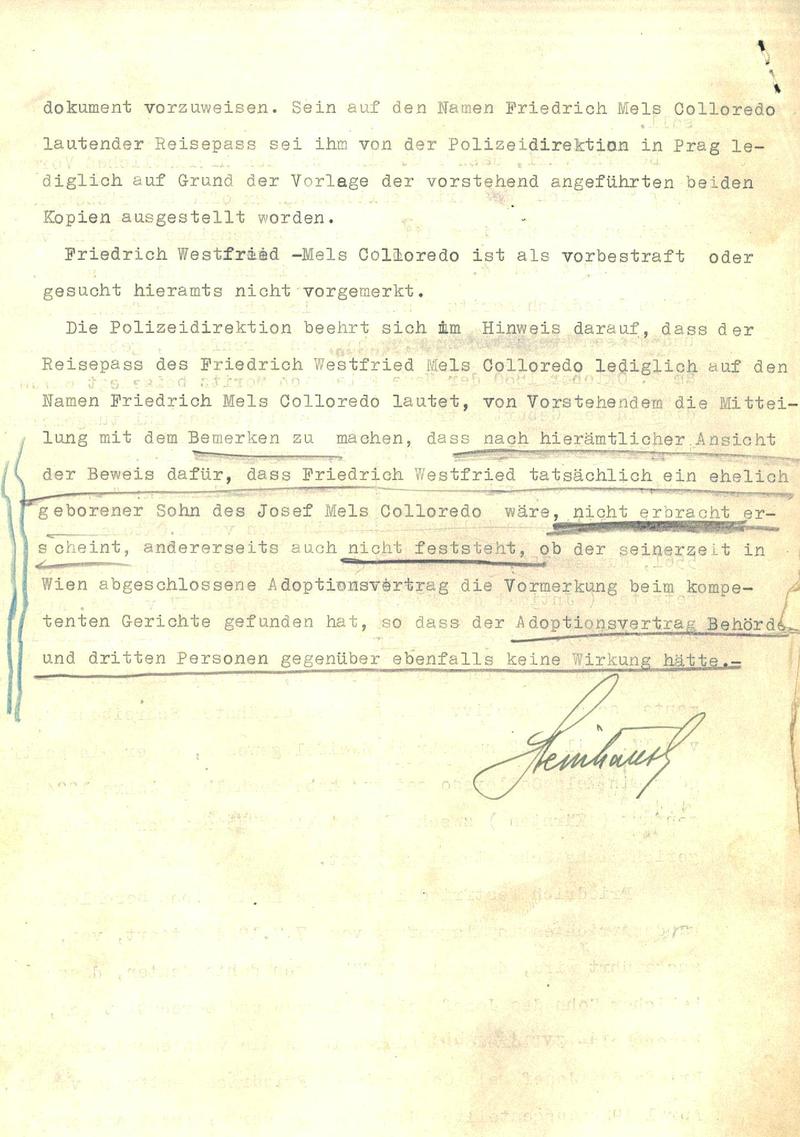 dokument vorzuweisen. Sein auf den Namen Friedrich Mels Colloredo
lautender Reisepass sei ihm von der Polizeidirektion in Prag le-
diglich auf Grund der Vorlage der vorstehend angeführten beiden
Kopien ausgestellt worden.
Friedrich Westfried -Mels Colloredo ist als vorbestraft oder
gesucht hieramts nicht vorgemerkt.
Die Polizeidirektion beehrt sich im Hinweis darauf, dass der
Reisepass des Friedrich Westfried Mels Colloredo lediglich auf den
Namen Friedrich Mels Colloredo lautet, von Vorstehendem die Mittei-
lung mit dem Bemerken zu machen, dass nach hierämtlicher Ansicht
der Beweis dafür, dass Friedrich Westfried tatsächlich ein ehelich
geborener Sohn des Josef Mels Colloredo wäre, nicht erbracht er-
scheint, andererseits auch nicht feststeht, ob der seinerzeit in
Wien abgeschlossene Adoptionsvertrag die Vormerkung beim kompe-
tenten Gerichte gefunden hat, so dass der Adoptionsvertrag Behörde
und dritten Personen gegenüber ebenfalls keine Wirkung hätte.-